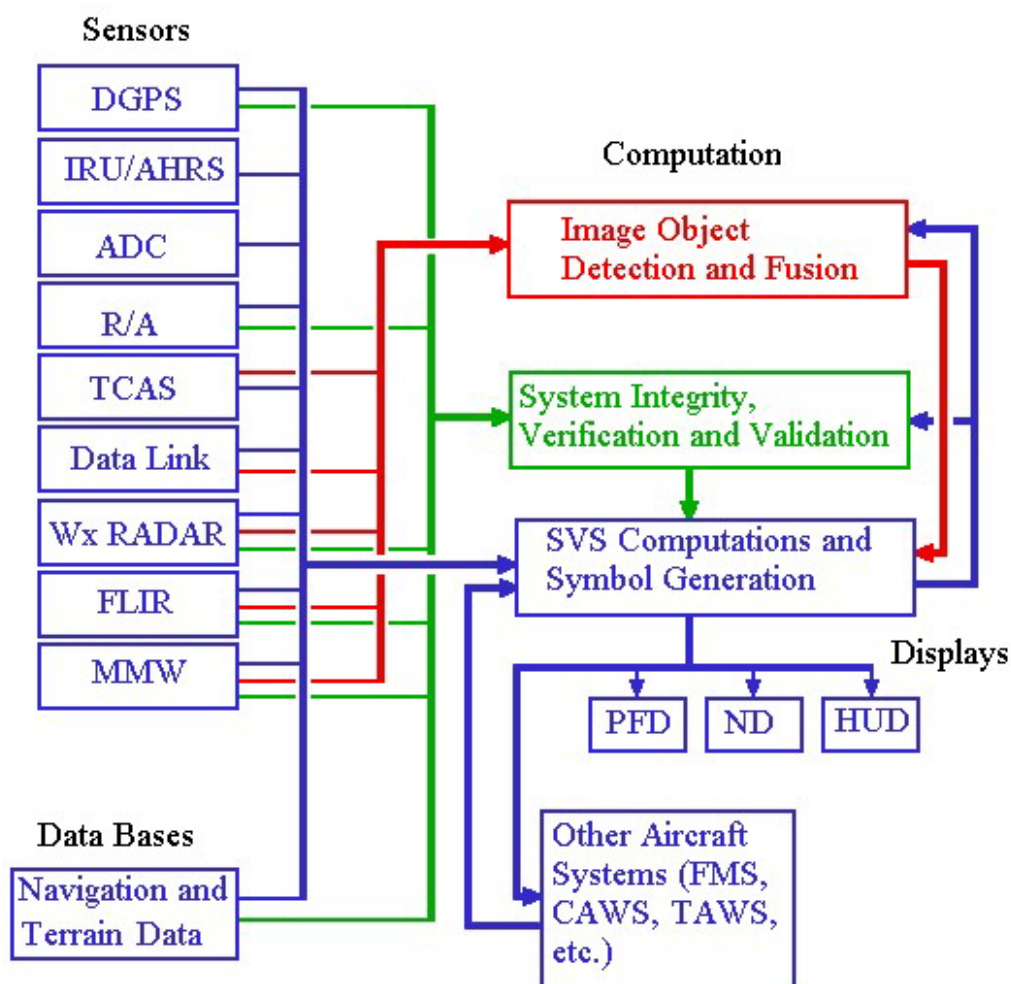 Sensors
DGPS
IRU/AHRS
ADC
R/A
TCAS
Data Link
Wx RADAR
FLIR
MMW
Data Bases
Navigation and
Terrain Data
Computation
Image Object
Detection and Fusion
System Integrity,
Verification and Validation
SVS Computations and
Symbol Generation
Displays
PFD
ND
HUD
Other Aircraft
Systems (FMS,
CAWS, TAWS,
etc.)